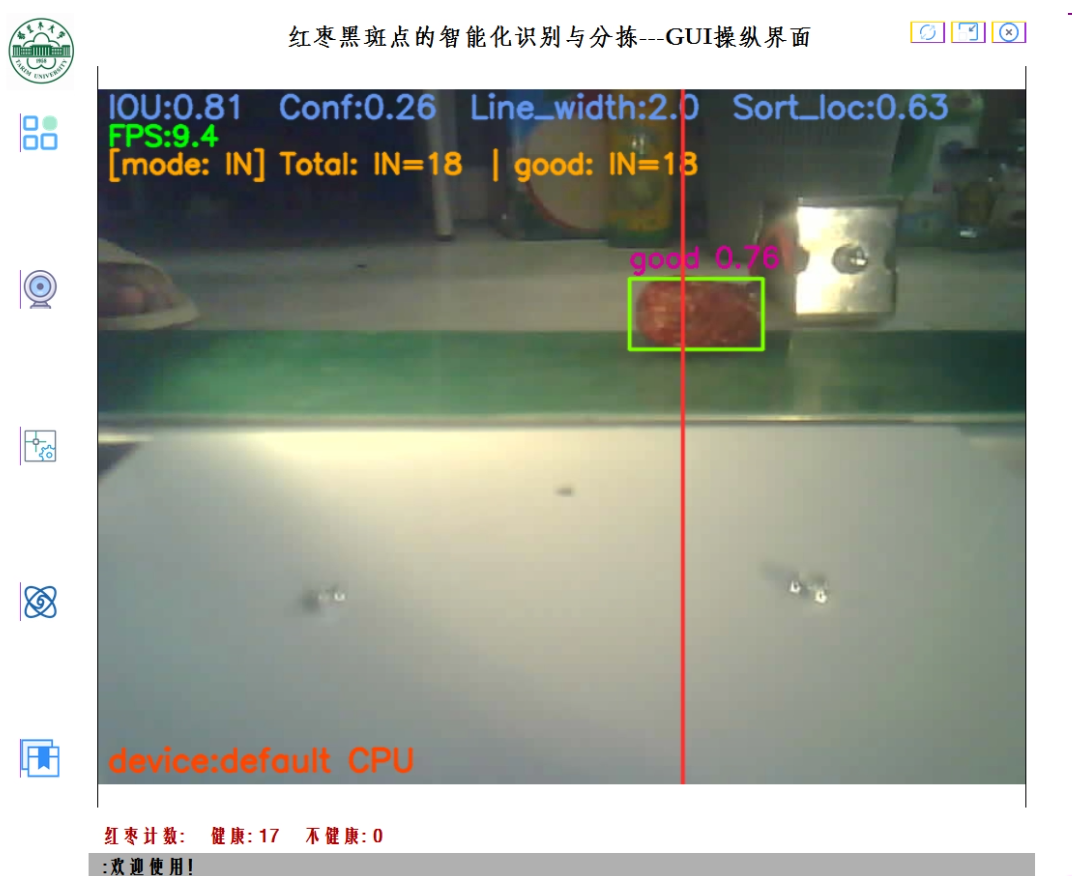 红枣黑斑点的智能化识别与分拣---GUI操纵界面
TARIM UNIVERSITY
IOU:0.81 Conf:0.26 Line_width:2.0 Sort_loc:0.63
FPS:9.4
[mode: IN] Total: IN=18 | good: IN=18
good 0.76
device:default CPU
红枣计数: 健康:17 不健康:0
:欢迎使用!